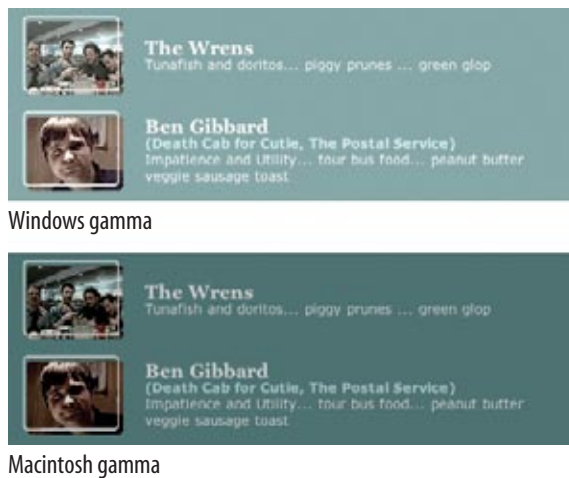 The Wrens
Tunafish and doritos... piggy prunes ... green glop
Ben Gibbard
(Death Cab for Cutie, The Postal Service)
Impatience and Utility... tour bus food... peanut butter
veggie sausage toast
Windows gamma
The Wrens
Tunafish and doritos... piggy prunes ... green glop
Ben Gibbard
(Death Cab for Cutie, The Postal Service)
Impatience and Utility... tour bus food... peanut butter
veggie sausage toast
Macintosh gamma